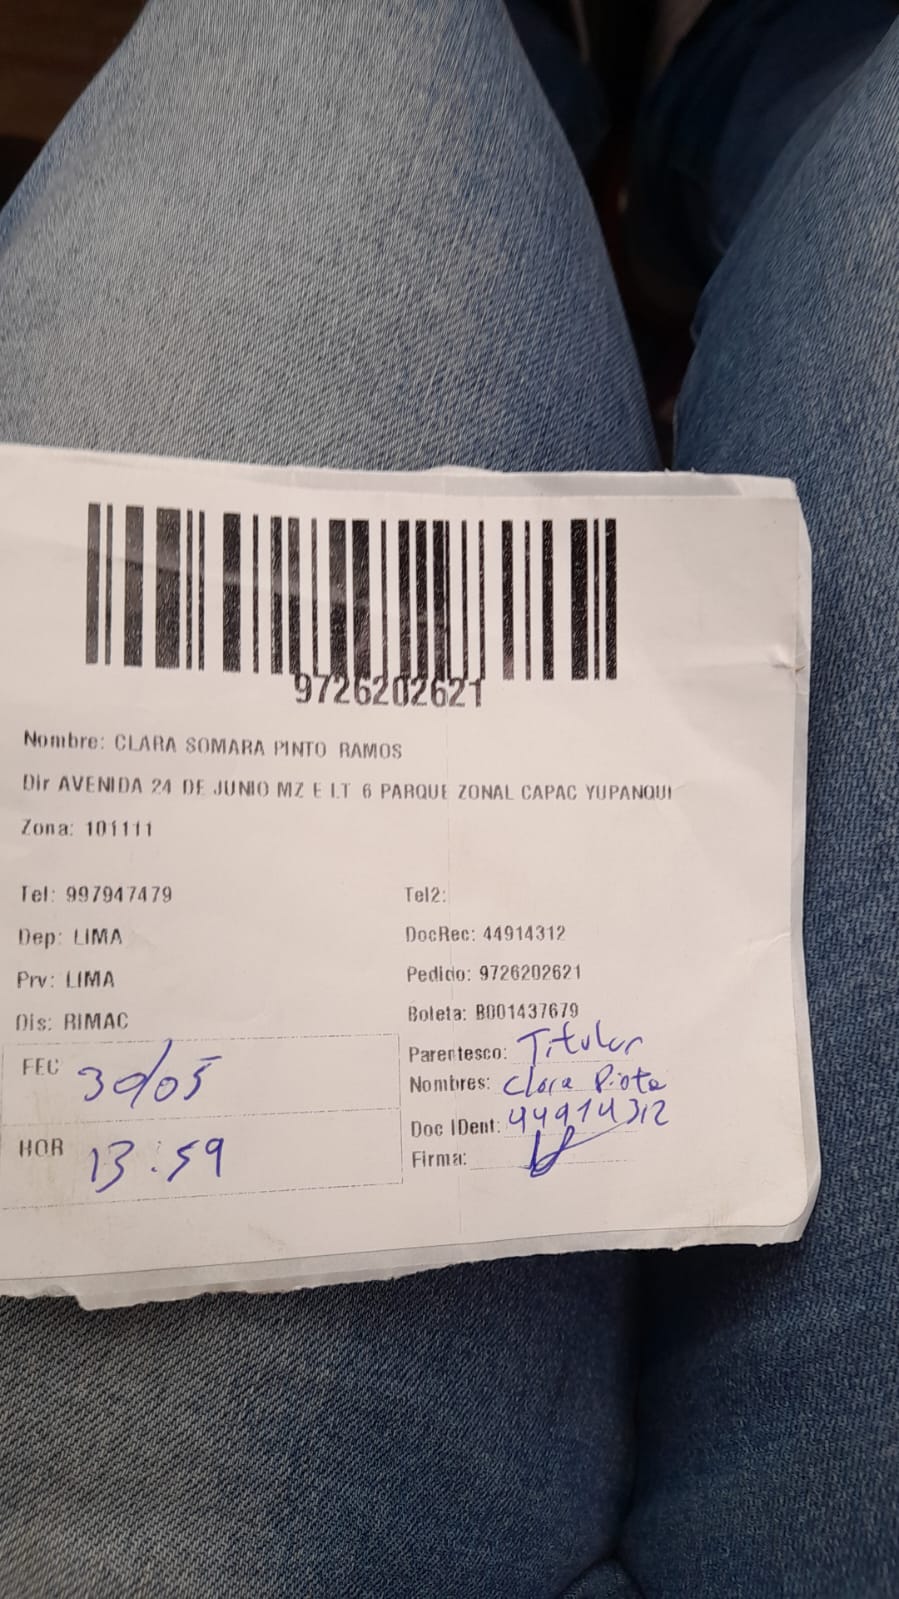 9726202621
Nombre: CLARA SOMARA PINTO RAMOS
Dir AVENIDA 24 DE JUNIO MZ E LT 6 PARQUE ZONAL CAPAC YUPANQUI
Zona: 101111
Tel: 997947479
Tel2:
Dep: LIMA
DocRec: 44914312
Prv: LIMA
Pedido: 9726202621
Dis: RIMAC
Boleta: B001437679
FEC 30/05
Parentesco: Titular
Nombres: Clara Pinto
HOR 13:59
Doc IDent: 44914312
Firma: